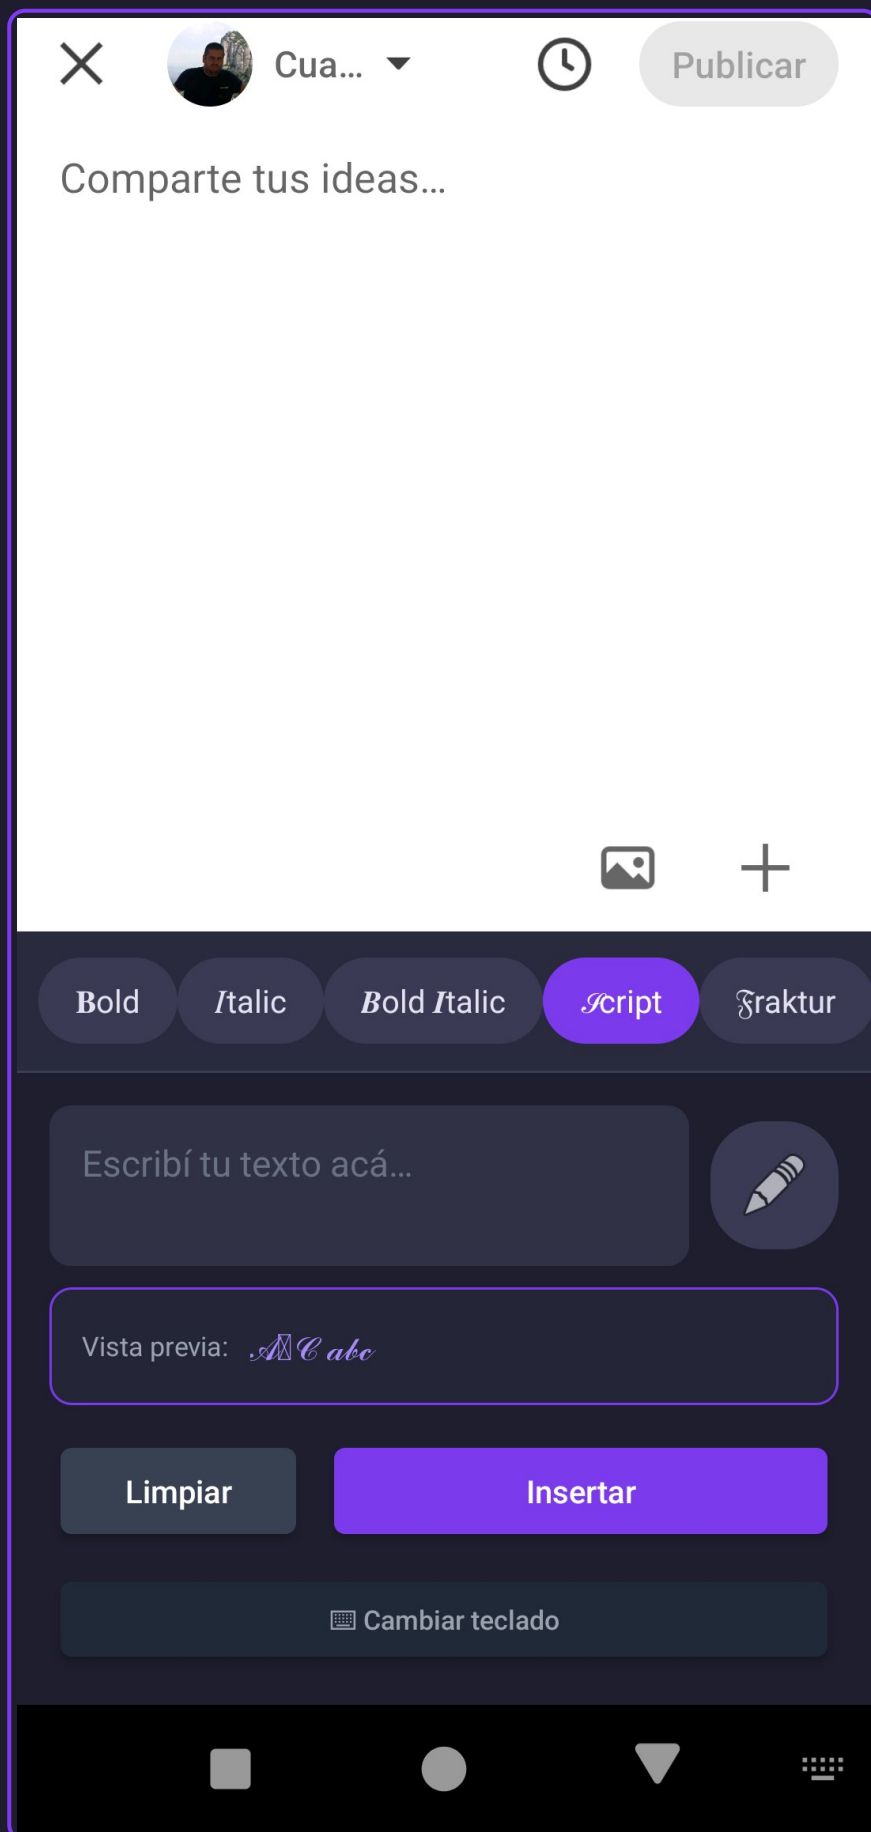 Cua...
Publicar
Comparte tus ideas...
𝐁old
𝐼talic
𝑩old 𝑰talic
𝒮cript
𝔉raktur
Escribí tu texto acá...
Vista previa: 𝒜 𝒞 𝒶𝒷𝒸
Limpiar
Insertar
Cambiar teclado